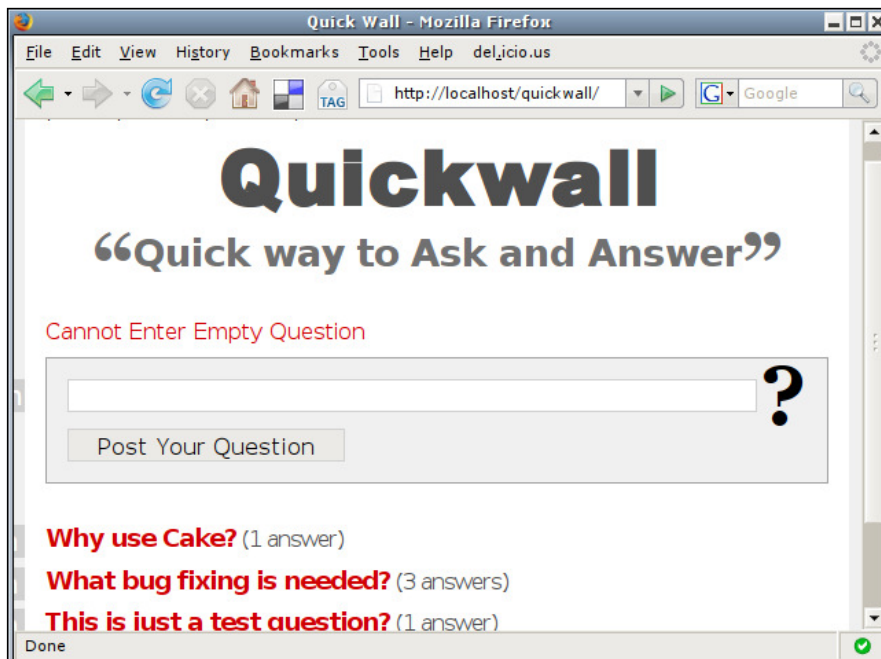 Quick Wall - Mozilla Firefox
File Edit View History Bookmarks Tools Help del.icio.us
TAG http://localhost/quickwall/ G Google
Quickwall
“Quick way to Ask and Answer”
Cannot Enter Empty Question
?
Post Your Question
Why use Cake? (1 answer)
What bug fixing is needed? (3 answers)
This is just a test question? (1 answer)
Done